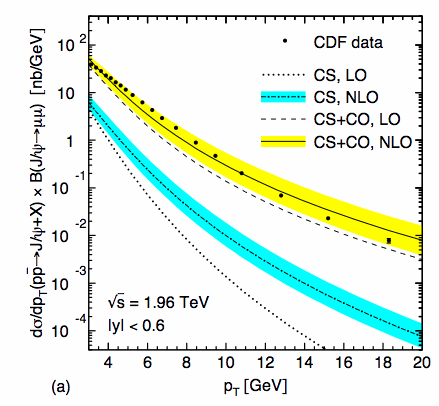 CDF data
CS, LO
CS, NLO
CS+CO, LO
CS+CO, NLO
dσ/dp_T(pp̄→J/ψ+X) × B(J/ψ→μμ) [nb/GeV]
10²
10
1
10⁻¹
10⁻²
10⁻³
10⁻⁴
√s = 1.96 TeV
|y| < 0.6
4 6 8 10 12 14 16 18 20
(a) p_T [GeV]